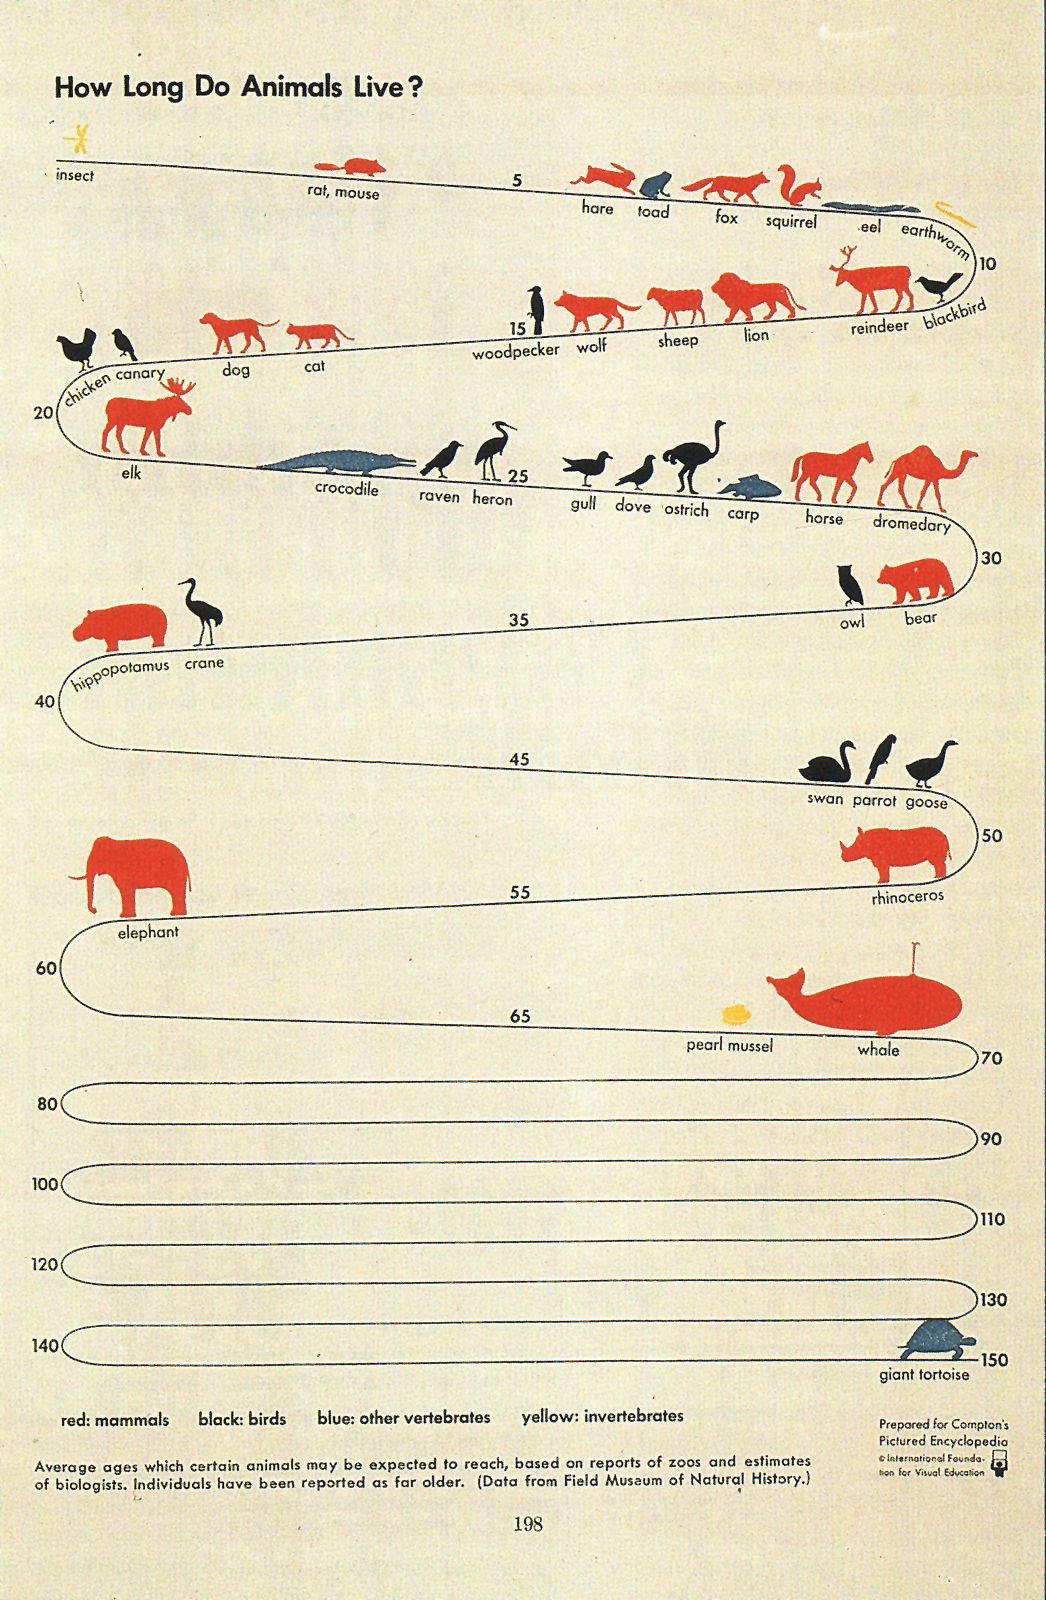 How Long Do Animals Live?
insect
rat, mouse
5
hare
toad
fox
squirrel
eel
earthworm
10
blackbird
reindeer
lion
sheep
wolf
15
woodpecker
cat
dog
canary
chicken
20
elk
crocodile
raven
heron
25
gull
dove
ostrich
carp
horse
dromedary
30
bear
owl
35
crane
hippopotamus
40
45
swan
parrot
goose
50
rhinoceros
55
elephant
60
65
pearl mussel
whale
70
80
90
100
110
120
130
140
150
giant tortoise
red: mammals black: birds blue: other vertebrates yellow: invertebrates
Average ages which certain animals may be expected to reach, based on reports of zoos and estimates
of biologists. Individuals have been reported as far older. (Data from Field Museum of Natural History.)
Prepared for Compton's
Pictured Encyclopedia
© International Founda-
tion for Visual Education
198